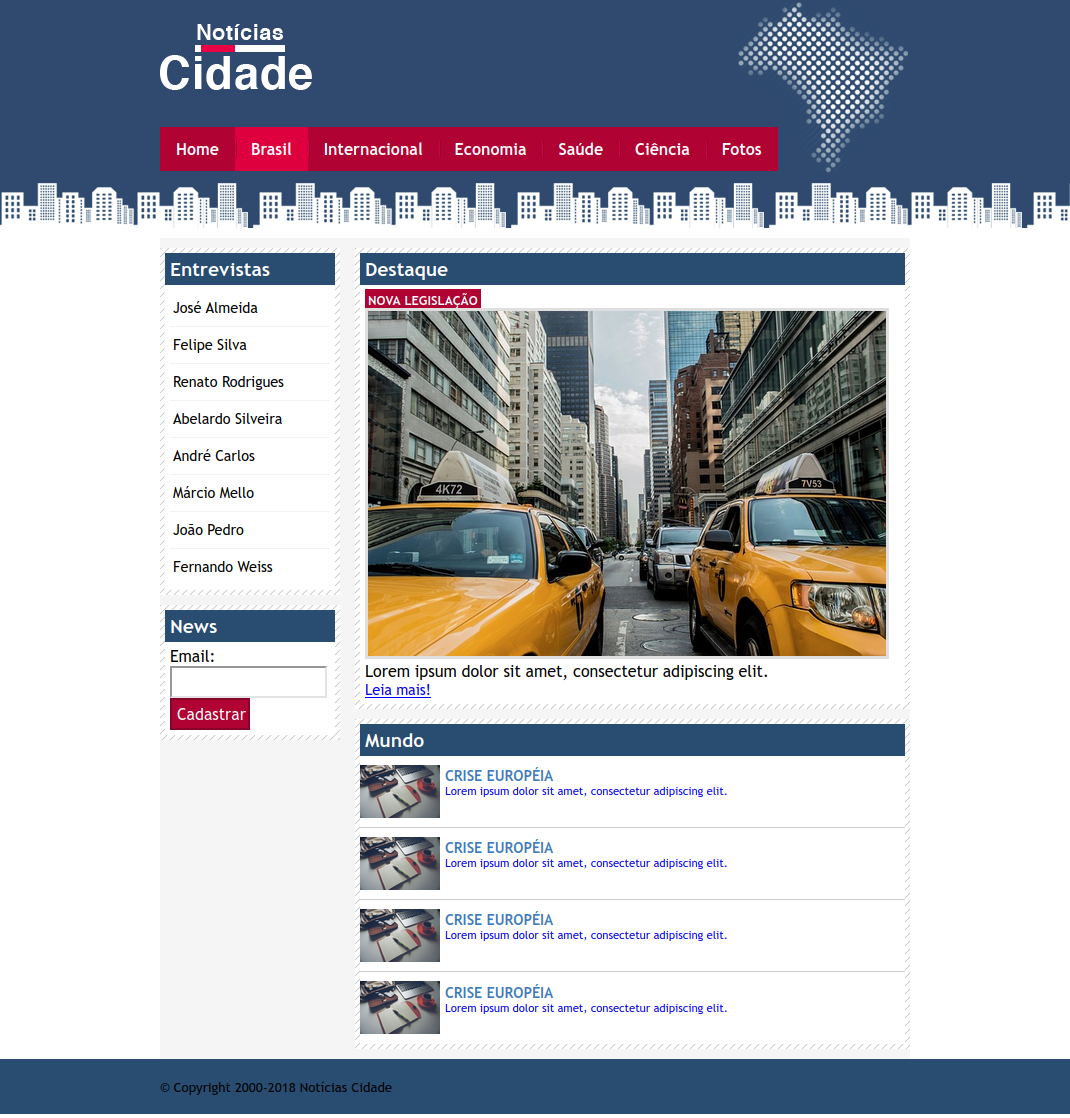 Notícias
Cidade
Home Brasil Internacional Economia Saúde Ciência Fotos
Entrevistas
José Almeida
Felipe Silva
Renato Rodrigues
Abelardo Silveira
André Carlos
Márcio Mello
João Pedro
Fernando Weiss
News
Email:
Cadastrar
Destaque
NOVA LEGISLAÇÃO
4K72
7V53
Lorem ipsum dolor sit amet, consectetur adipiscing elit.
Leia mais!
Mundo
CRISE EUROPÉIA
Lorem ipsum dolor sit amet, consectetur adipiscing elit.
CRISE EUROPÉIA
Lorem ipsum dolor sit amet, consectetur adipiscing elit.
CRISE EUROPÉIA
Lorem ipsum dolor sit amet, consectetur adipiscing elit.
CRISE EUROPÉIA
Lorem ipsum dolor sit amet, consectetur adipiscing elit.
© Copyright 2000-2018 Notícias Cidade